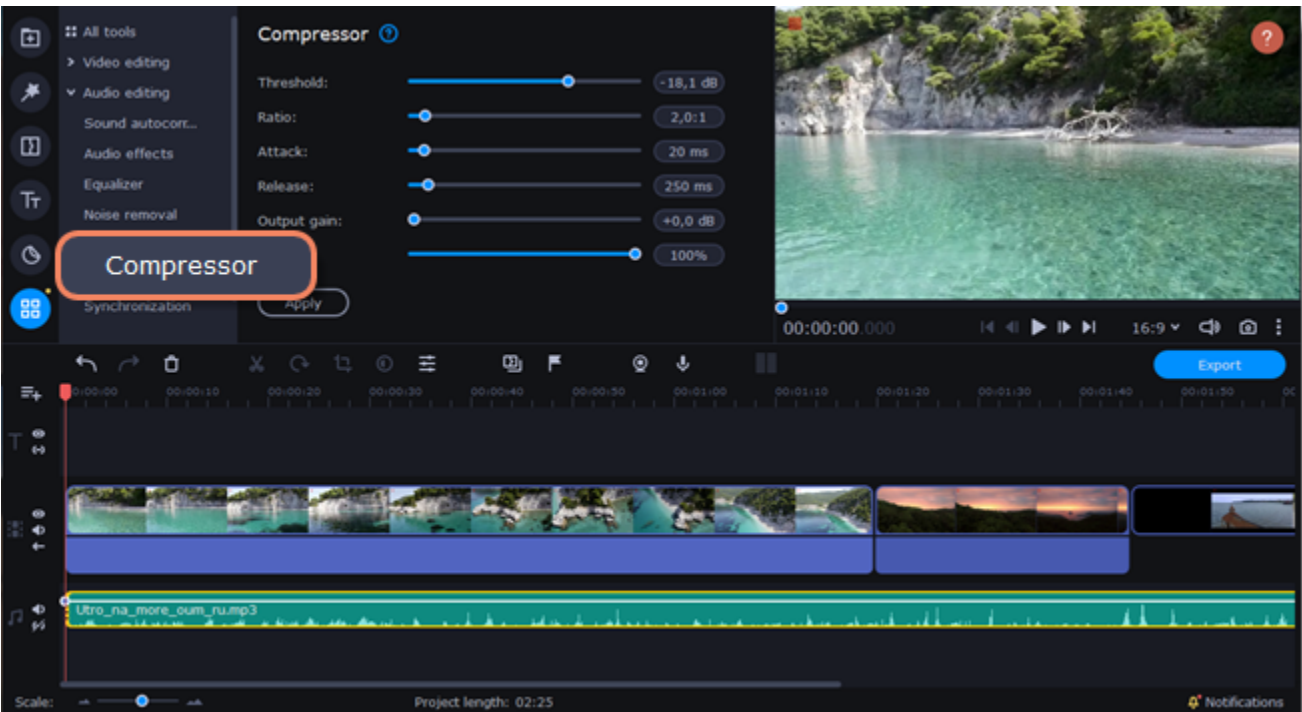 All tools
Video editing
Audio editing
Sound autocorr...
Audio effects
Equalizer
Noise removal
Compressor
Synchronization
Compressor ?
Threshold: -18,1 dB
Ratio: 2,0:1
Attack: 20 ms
Release: 250 ms
Output gain: +0,0 dB
100%
Apply
?
00:00:00.000
16:9
Export
0:00:00 00:00:10 00:00:20 00:00:30 00:00:40 00:00:50 00:01:00 00:01:10 00:01:20 00:01:30 00:01:40 00:01:50 00
Utro_na_more_oum_ru.mp3
Scale: Project length: 02:25 Notifications